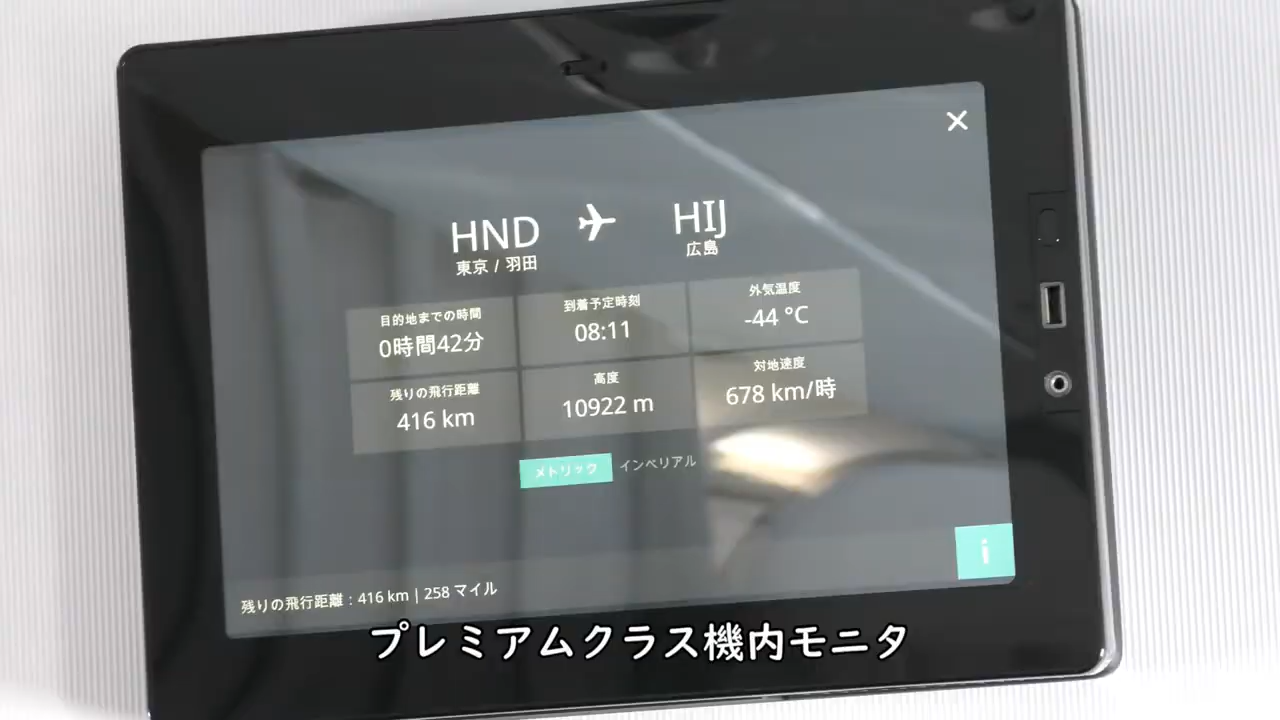 HND
HIJ
東京 / 羽田
広島
目的地までの時間
到着予定時刻
外気温度
0時間42分
08:11
-44 °C
残りの飛行距離
高度
対地速度
416 km
10922 m
678 km/時
メトリック
インペリアル
i
残りの飛行距離 : 416 km | 258 マイル
プレミアムクラス機内モニタ